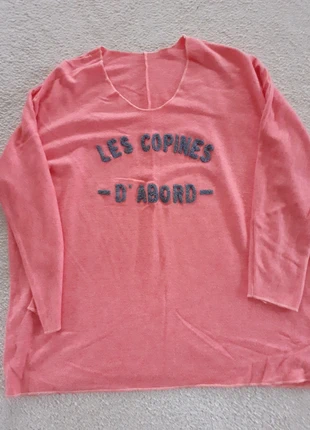 LES COPINES
- D'ABORD -